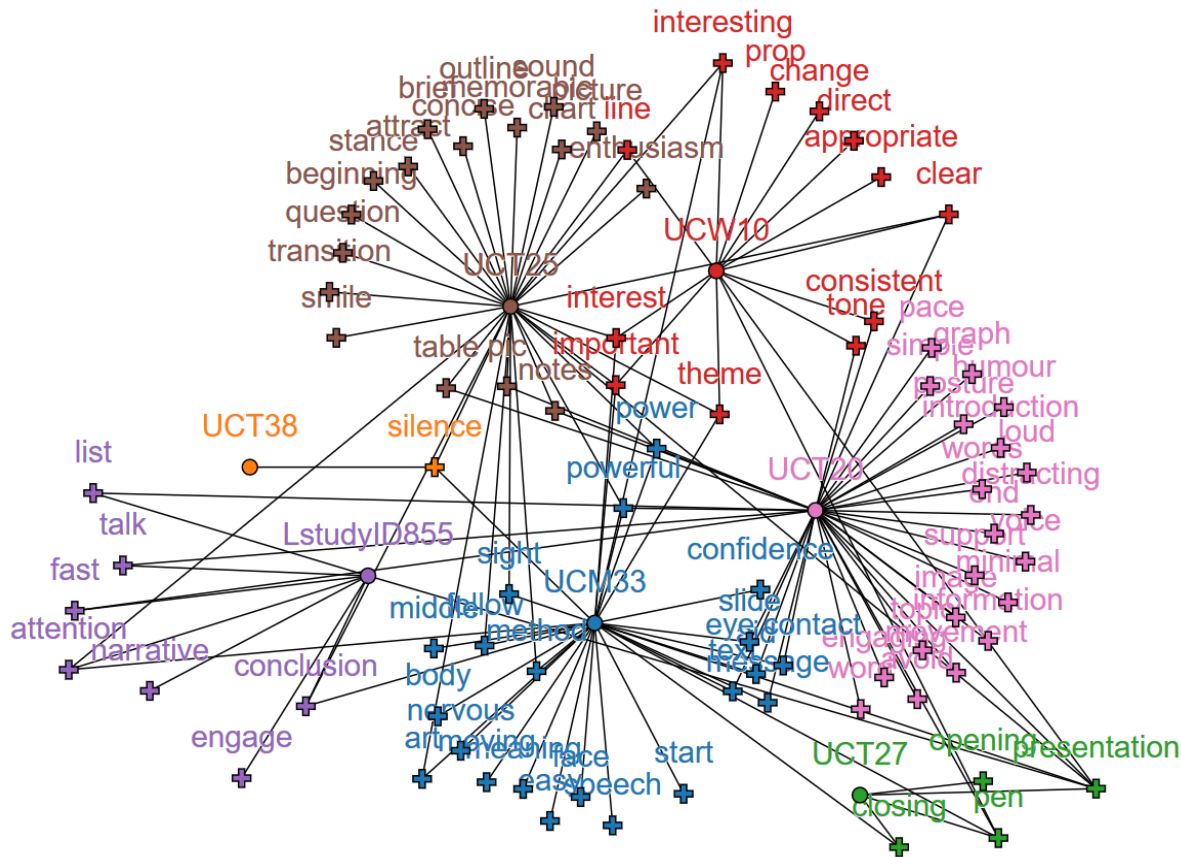 interesting
prop
outline
sound
change
brief
memorable
picture
concise
chart
line
direct
attract
appropriate
stance
enthusiasm
beginning
clear
question
UCW10
transition
UCT25
smile
interest
consistent
tone
pace
important
graph
simple
table
pic
notes
theme
humour
posture
power
introduction
UCT38
silence
loud
list
words
powerful
UCT20
distracting
end
talk
voice
LstudyID855
confidence
support
sight
fast
UCM33
minimal
image
middle
follow
slide
information
attention
method
eye contact
topic
narrative
text
engaging
movement
conclusion
message
avoid
body
word
nervous
engage
art
moving
meaning
face
start
UCT27
opening
presentation
easy
speech
closing
pen